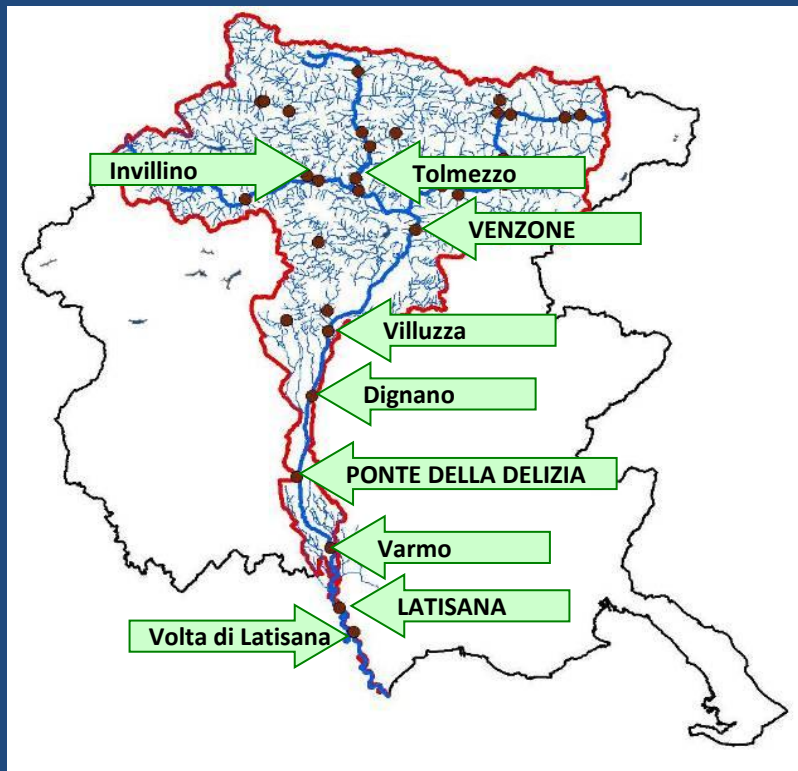 Invillino
Tolmezzo
VENZONE
Villuzza
Dignano
PONTE DELLA DELIZIA
Varmo
LATISANA
Volta di Latisana